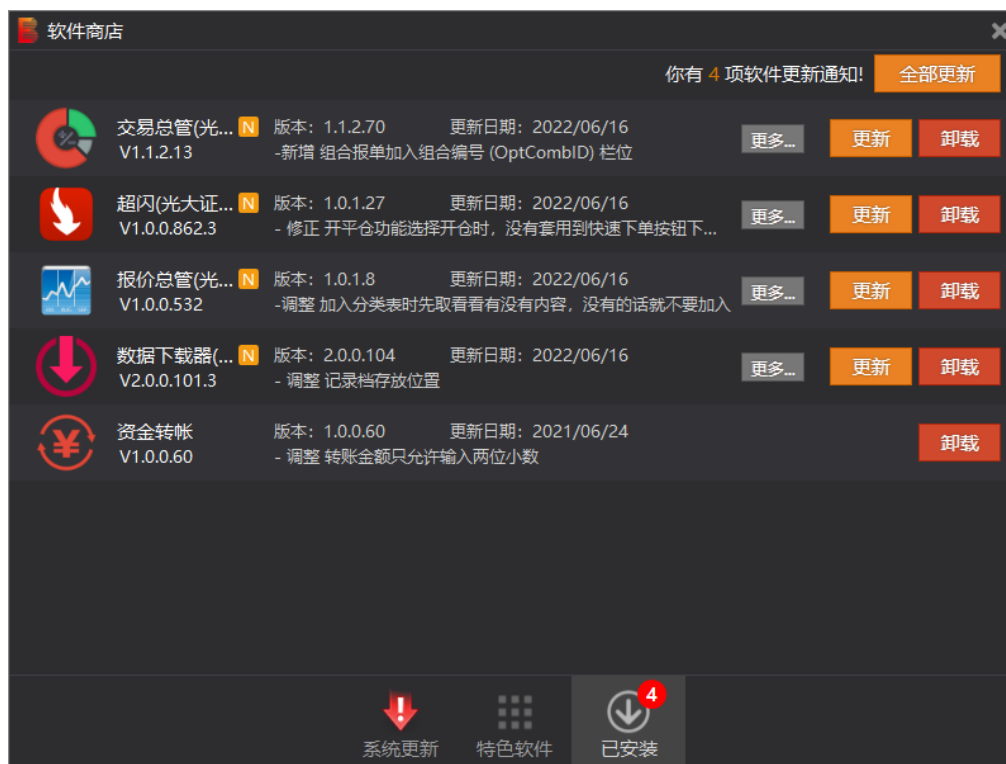 软件商店
你有 4 项软件更新通知! 全部更新
交易总管(光... N 版本：1.1.2.70 更新日期：2022/06/16
V1.1.2.13 -新增 组合报单加入组合编号 (OptCombID) 栏位 更多... 更新 卸载
超闪(光大证... N 版本：1.0.1.27 更新日期：2022/06/16
V1.0.0.862.3 - 修正 开平仓功能选择开仓时，没有套用到快速下单按钮下... 更多... 更新 卸载
报价总管(光... N 版本：1.0.1.8 更新日期：2022/06/16
V1.0.0.532 -调整 加入分类表时先取看看有没有内容，没有的话就不要加入 更多... 更新 卸载
数据下载器(... N 版本：2.0.0.104 更新日期：2022/06/16
V2.0.0.101.3 - 调整 记录档存放位置 更多... 更新 卸载
资金转帐 版本：1.0.0.60 更新日期：2021/06/24
V1.0.0.60 - 调整 转账金额只允许输入两位小数 卸载
4
系统更新 特色软件 已安装